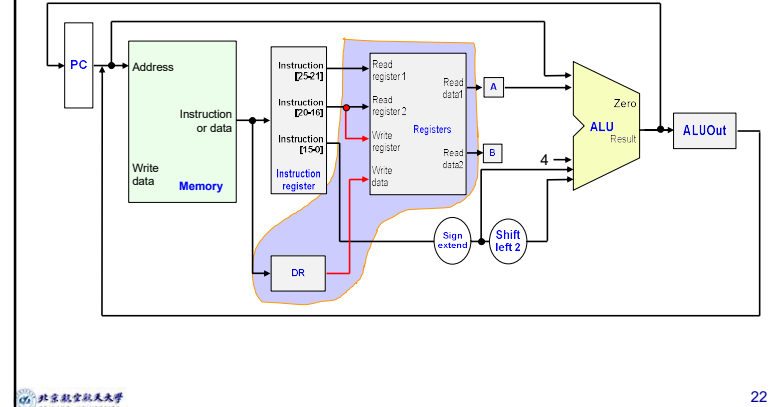 PC
Address
Instruction
or data
Write
data
Memory
Instruction
[25-21]
Instruction
[20-16]
Instruction
[15-0]
Instruction
register
DR
Read
register 1
Read
register 2
Write
register
Write
data
Registers
Read
data1
Read
data2
A
B
4
Sign
extend
Shift
left 2
ALU
Zero
Result
ALUOut
北京航空航天大学
22